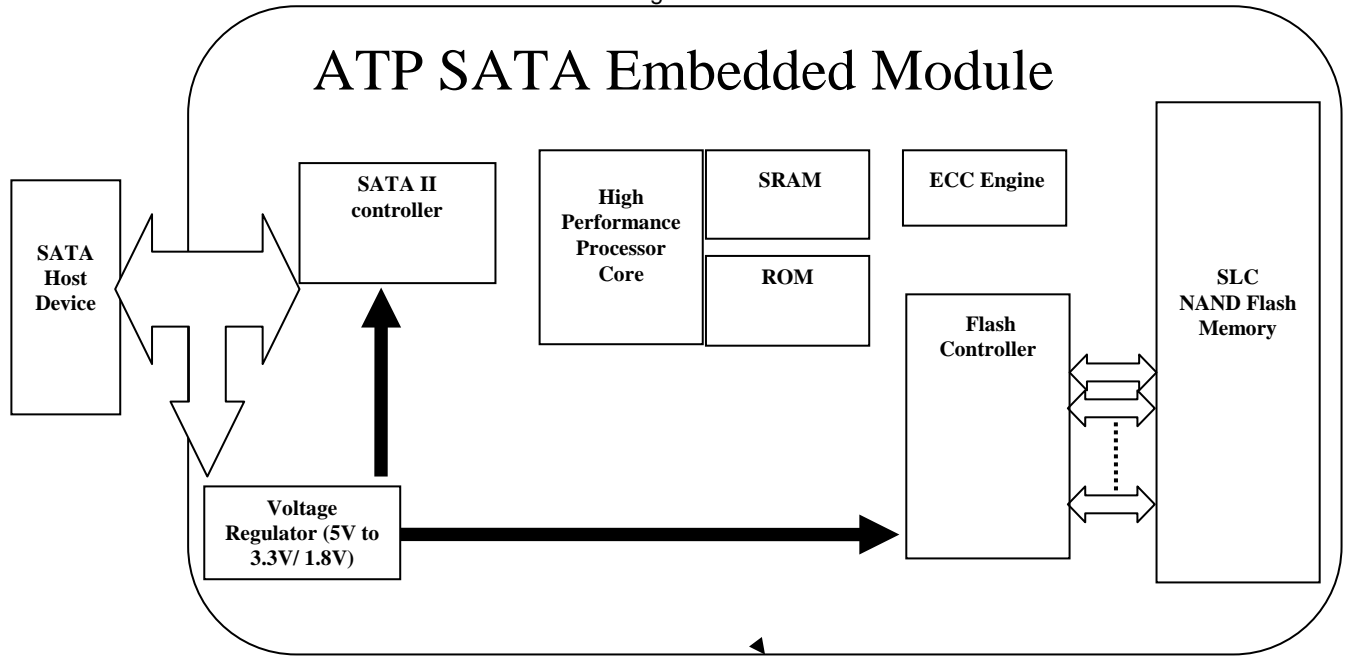 ATP SATA Embedded Module
SATA
Host
Device
SATA II
controller
High
Performance
Processor
Core
SRAM
ROM
ECC Engine
Flash
Controller
SLC
NAND Flash
Memory
Voltage
Regulator (5V to
3.3V/ 1.8V)